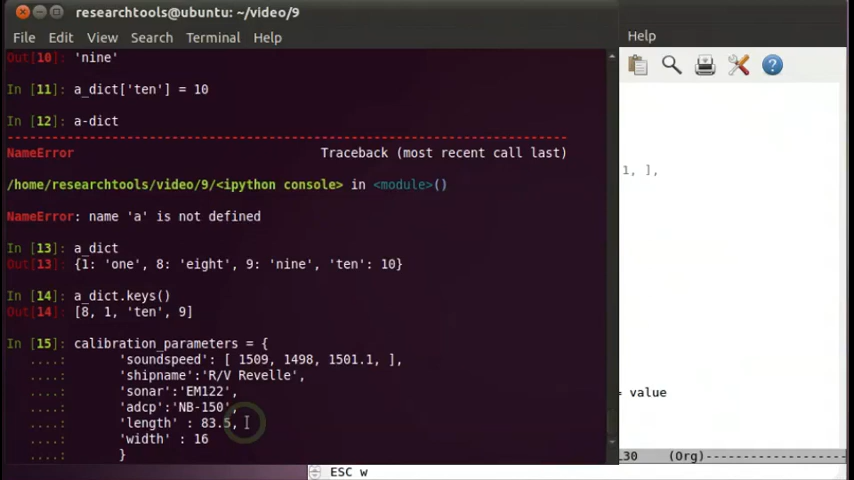 researchtools@ubuntu: ~/video/9
File Edit View Search Terminal Help
Help
Out[10]: 'nine'
In [11]: a_dict['ten'] = 10
In [12]: a-dict
NameError Traceback (most recent call last)
/home/researchtools/video/9/<ipython console> in <module>()
NameError: name 'a' is not defined
In [13]: a_dict
Out[13]: {1: 'one', 8: 'eight', 9: 'nine', 'ten': 10}
In [14]: a_dict.keys()
Out[14]: [8, 1, 'ten', 9]
In [15]: calibration_parameters = {
....: 'soundspeed': [ 1509, 1498, 1501.1, ],
....: 'shipname':'R/V Revelle',
....: 'sonar':'EM122',
....: 'adcp':'NB-150',
....: 'length' : 83.5,
....: 'width' : 16
....: }
1, ],
= value
L30 (Org)
ESC w